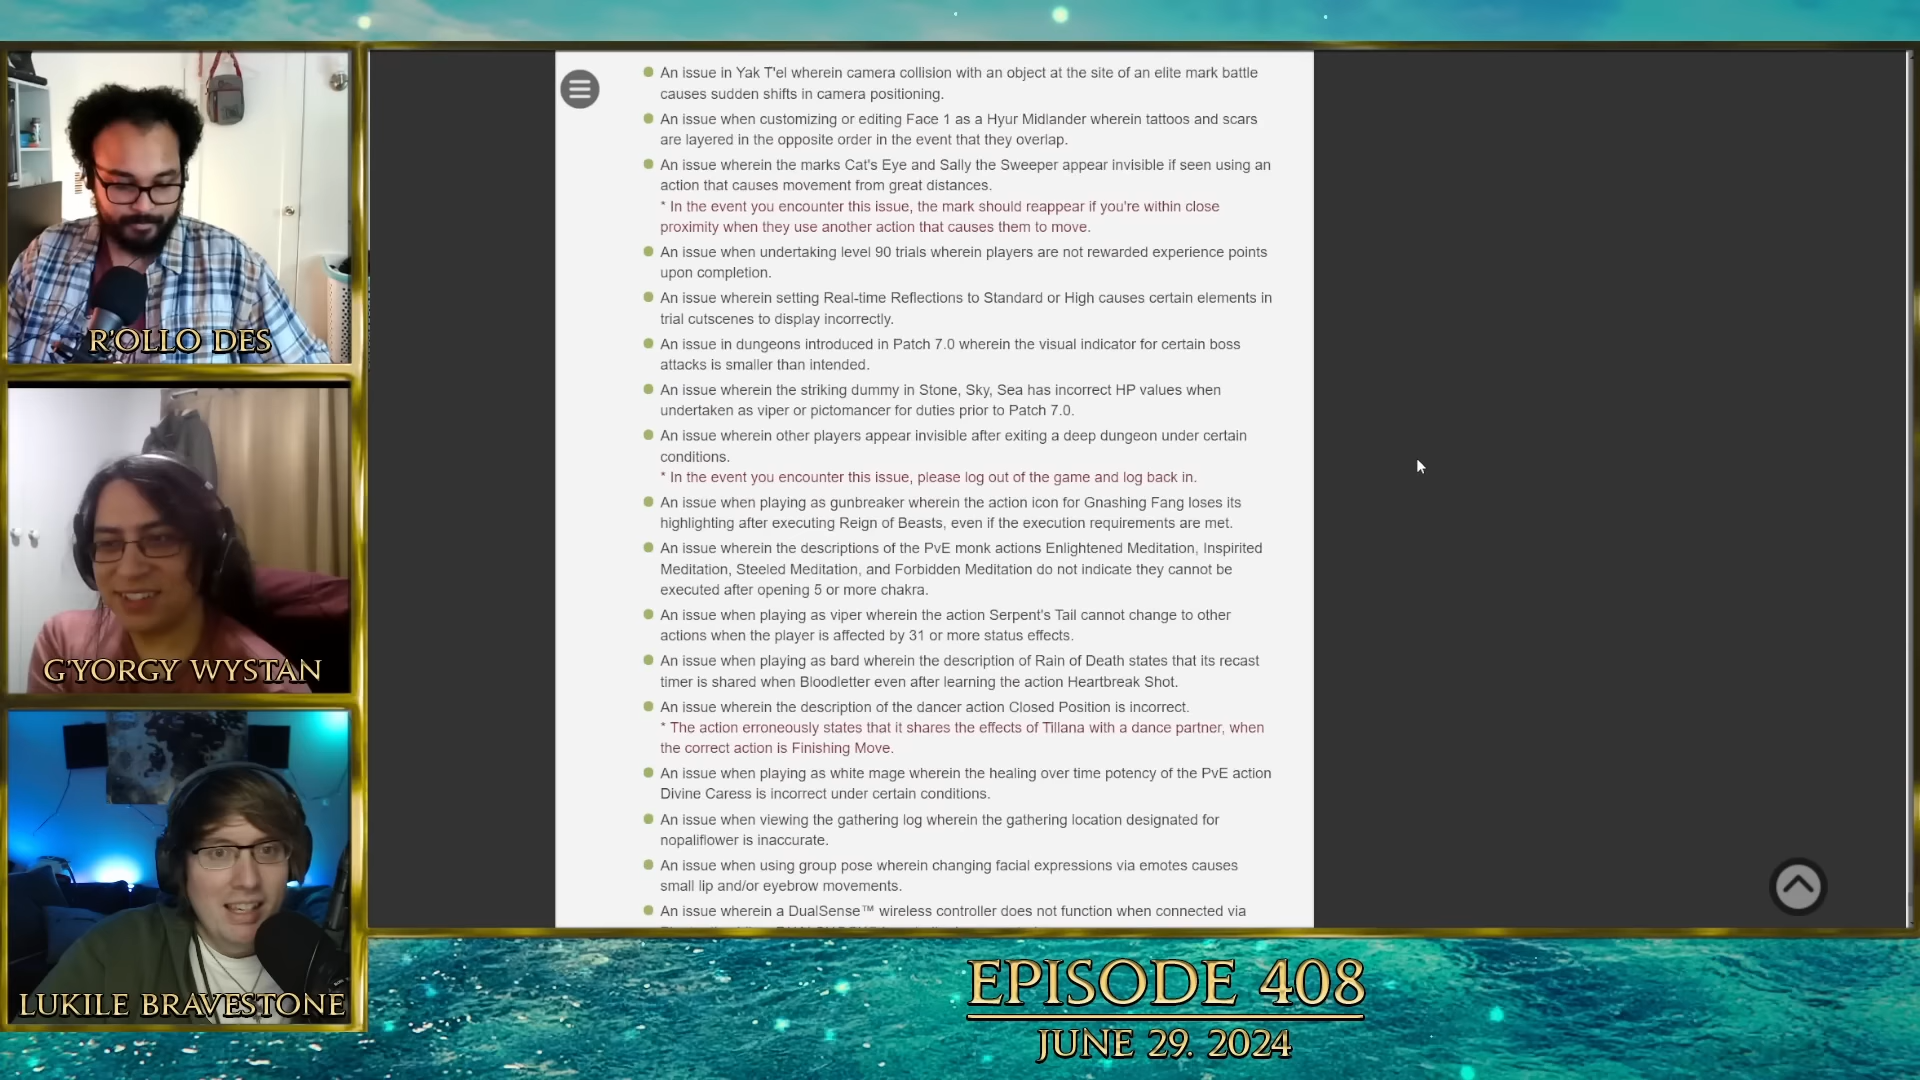 An issue in Yak T'el wherein camera collision with an object at the site of an elite mark battle
causes sudden shifts in camera positioning.
An issue when customizing or editing Face 1 as a Hyur Midlander wherein tattoos and scars
are layered in the opposite order in the event that they overlap.
An issue wherein the marks Cat's Eye and Sally the Sweeper appear invisible if seen using an
action that causes movement from great distances.
* In the event you encounter this issue, the mark should reappear if you're within close
proximity when they use another action that causes them to move.
An issue when undertaking level 90 trials wherein players are not rewarded experience points
upon completion.
An issue wherein setting Real-time Reflections to Standard or High causes certain elements in
trial cutscenes to display incorrectly.
An issue in dungeons introduced in Patch 7.0 wherein the visual indicator for certain boss
attacks is smaller than intended.
An issue wherein the striking dummy in Stone, Sky, Sea has incorrect HP values when
undertaken as viper or pictomancer for duties prior to Patch 7.0.
An issue wherein other players appear invisible after exiting a deep dungeon under certain
conditions.
* In the event you encounter this issue, please log out of the game and log back in.
An issue when playing as gunbreaker wherein the action icon for Gnashing Fang loses its
highlighting after executing Reign of Beasts, even if the execution requirements are met.
An issue wherein the descriptions of the PvE monk actions Enlightened Meditation, Inspirited
Meditation, Steeled Meditation, and Forbidden Meditation do not indicate they cannot be
executed after opening 5 or more chakra.
An issue when playing as viper wherein the action Serpent's Tail cannot change to other
actions when the player is affected by 31 or more status effects.
An issue when playing as bard wherein the description of Rain of Death states that its recast
timer is shared when Bloodletter even after learning the action Heartbreak Shot.
An issue wherein the description of the dancer action Closed Position is incorrect.
* The action erroneously states that it shares the effects of Tillana with a dance partner, when
the correct action is Finishing Move.
An issue when playing as white mage wherein the healing over time potency of the PvE action
Divine Caress is incorrect under certain conditions.
An issue when viewing the gathering log wherein the gathering location designated for
nopaliflower is inaccurate.
An issue when using group pose wherein changing facial expressions via emotes causes
small lip and/or eyebrow movements.
An issue wherein a DualSense™ wireless controller does not function when connected via
R'OLLO DES
G'YORGY WYSTAN
LUKILE BRAVESTONE
EPISODE 408
JUNE 29. 2024